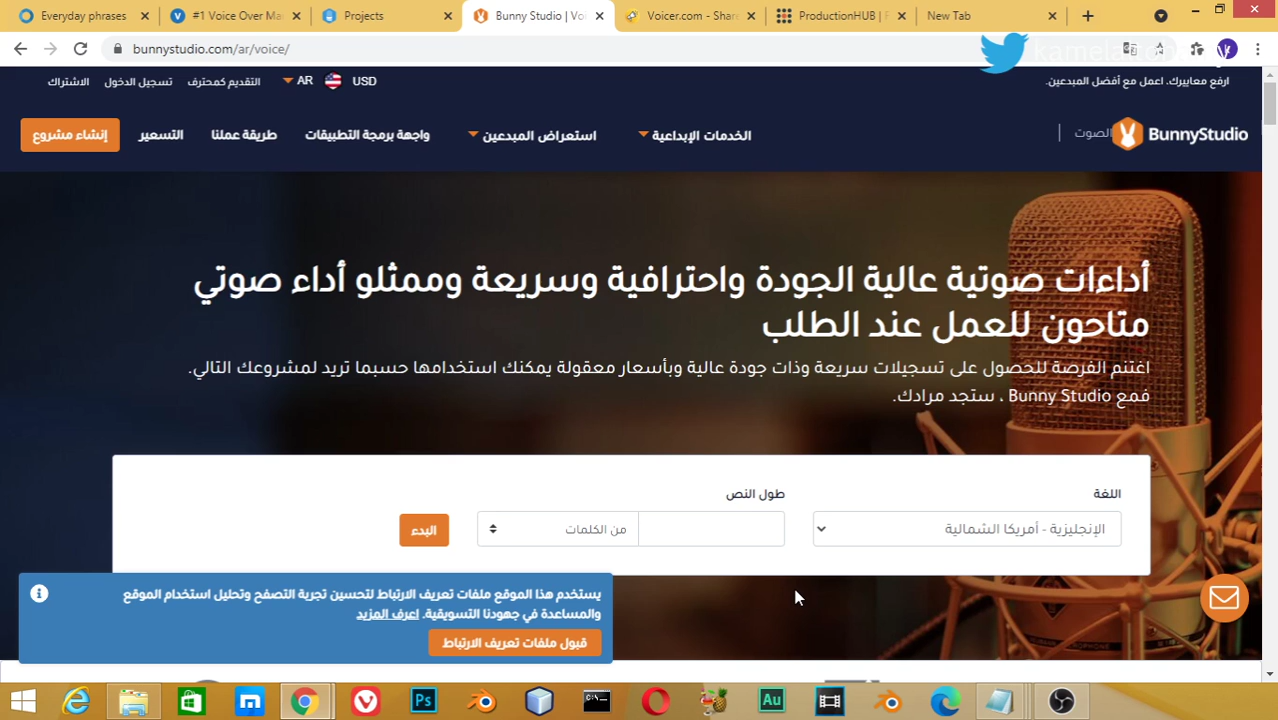 Everyday phrases
#1 Voice Over Ma
Projects
Bunny Studio | Vo
Voicer.com - Share
ProductionHUB | F
New Tab
bunnystudio.com/ar/voice/
ارفع معاييرك. اعمل مع أفضل المبدعين.
USD
AR
التقديم كمحترف
تسجيل الدخول
الاشتراك
BunnyStudio
الصوت
الخدمات الإبداعية
استعراض المبدعين
واجهة برمجة التطبيقات
طريقة عملنا
التسعير
إنشاء مشروع
أداءات صوتية عالية الجودة واحترافية وسريعة وممثلو أداء صوتي
متاحون للعمل عند الطلب
اغتنم الفرصة للحصول على تسجيلات سريعة وذات جودة عالية وبأسعار معقولة يمكنك استخدامها حسبما تريد لمشروعك التالي.
فمع Bunny Studio ، ستجد مرادك.
اللغة
طول النص
الإنجليزية - أمريكا الشمالية
من الكلمات
البدء
يستخدم هذا الموقع ملفات تعريف الارتباط لتحسين تجربة التصفح وتحليل استخدام الموقع
والمساعدة في جهودنا التسويقية. اعرف المزيد
قبول ملفات تعريف الارتباط
Ps
Au